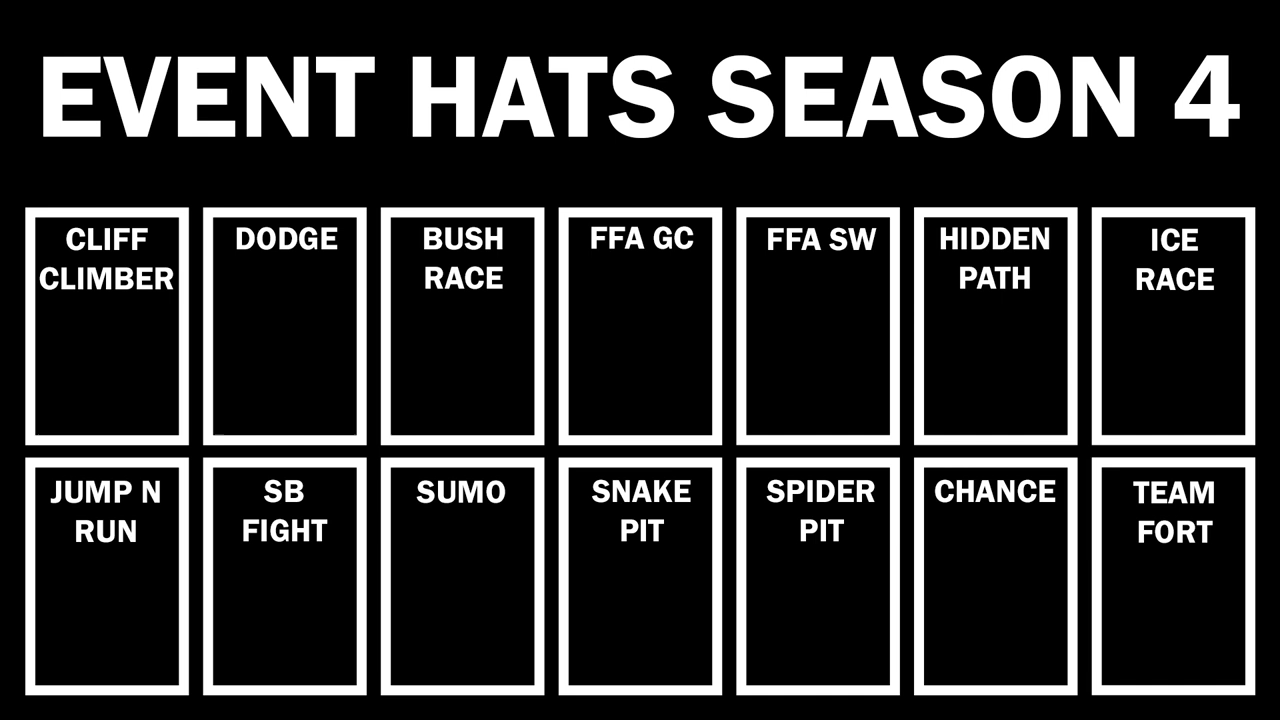 EVENT HATS SEASON 4
CLIFF
CLIMBER
DODGE
BUSH
RACE
FFA GC
FFA SW
HIDDEN
PATH
ICE
RACE
JUMP N
RUN
SB
FIGHT
SUMO
SNAKE
PIT
SPIDER
PIT
CHANCE
TEAM
FORT